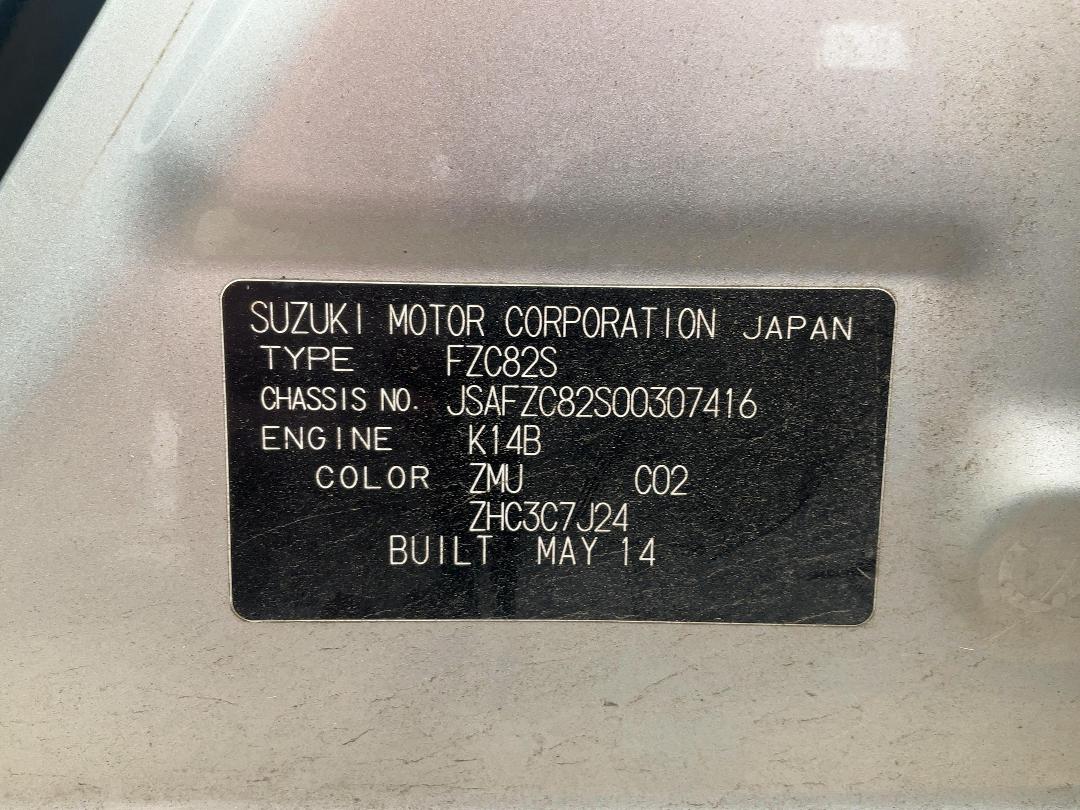 SUZUKI MOTOR CORPORATION JAPAN
TYPE FZC82S
CHASSIS NO. JSAFZC82S00307416
ENGINE K14B
COLOR ZMU C02
ZHC3C7J24
BUILT MAY 14